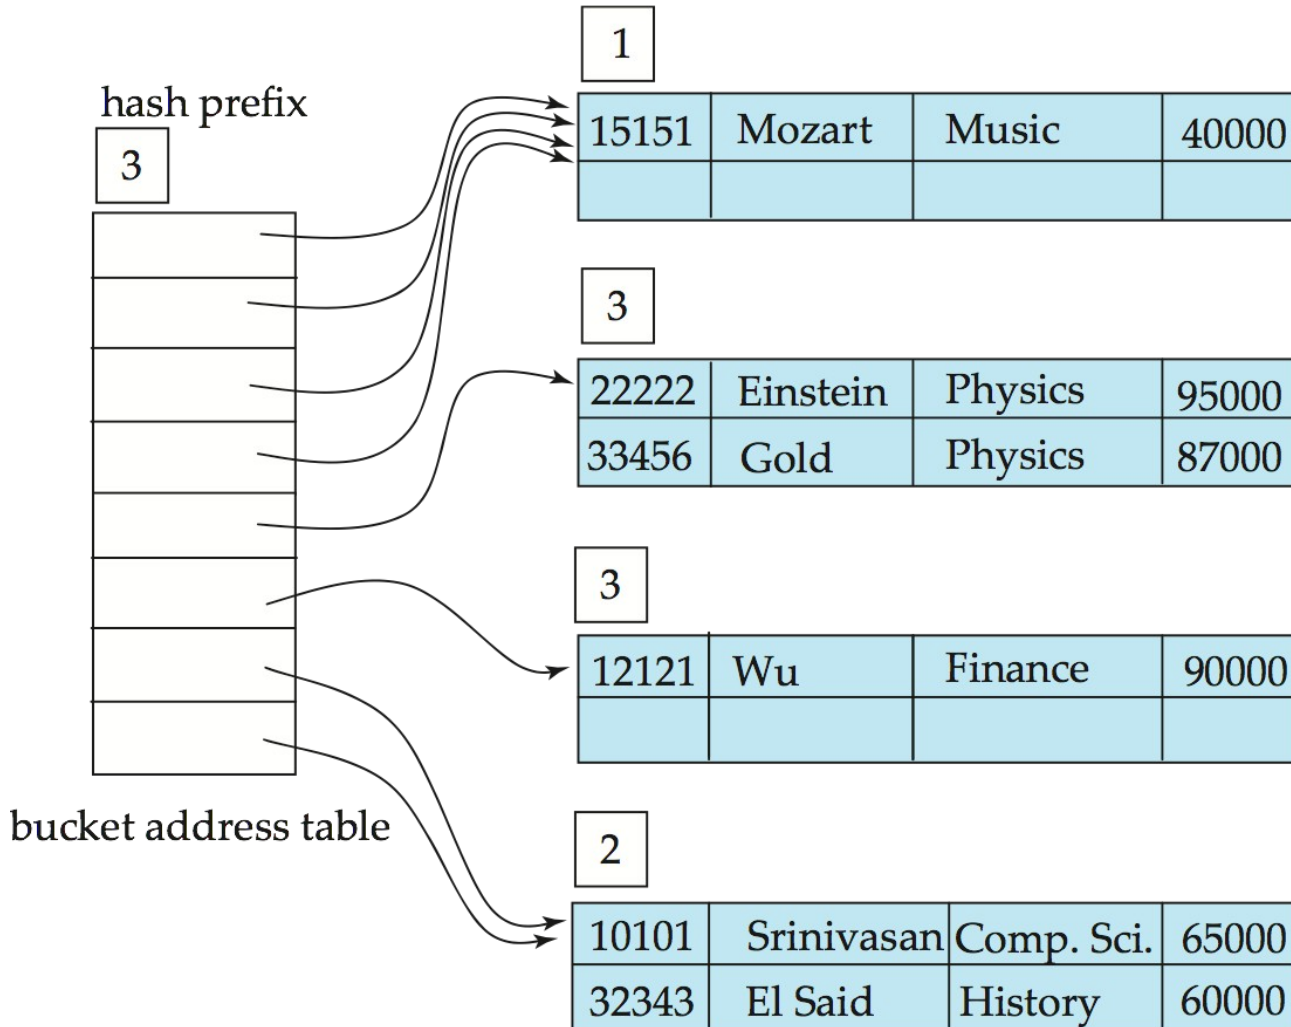 hash prefix
3
bucket address table
1
15151 Mozart Music 40000
3
22222 Einstein Physics 95000
33456 Gold Physics 87000
3
12121 Wu Finance 90000
2
10101 Srinivasan Comp. Sci. 65000
32343 El Said History 60000